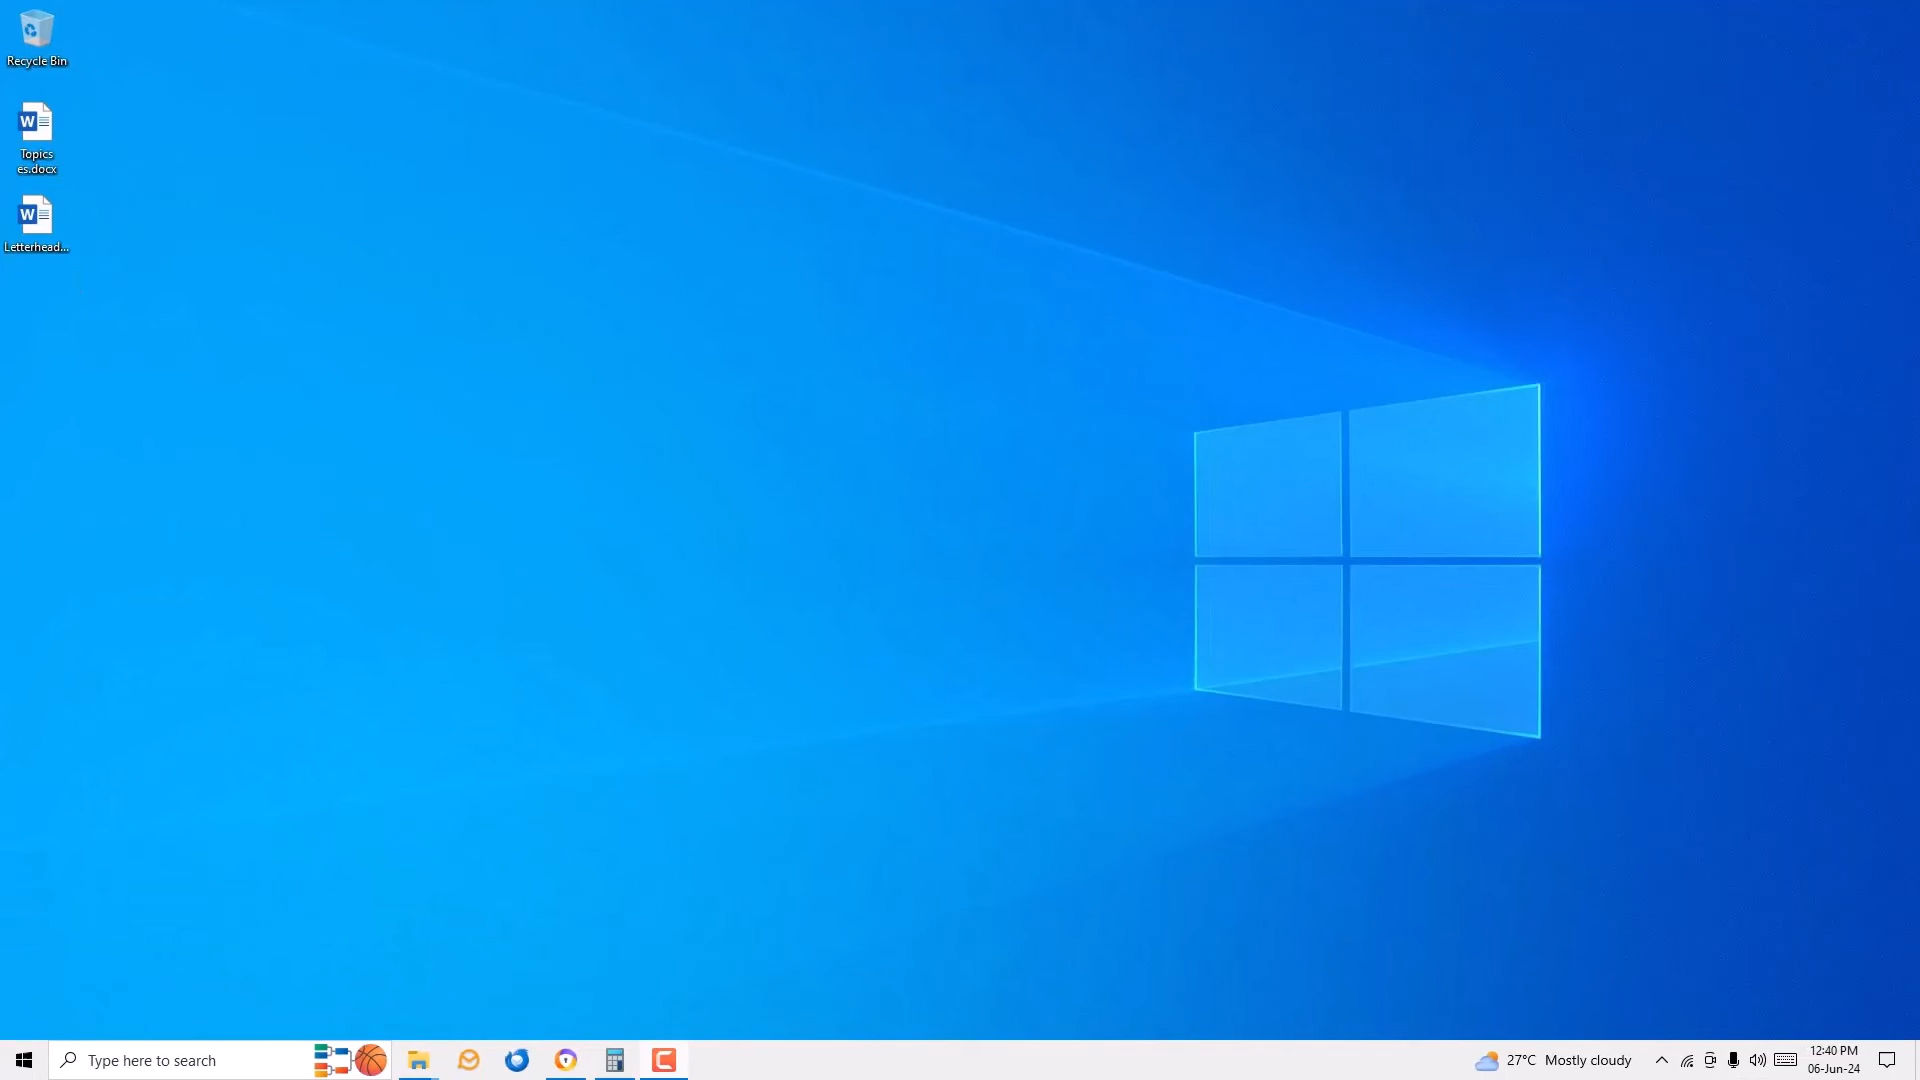 Recycle Bin
Topics
es.docx
Letterhead...
Type here to search
27°C Mostly cloudy
12:40 PM
06-Jun-24